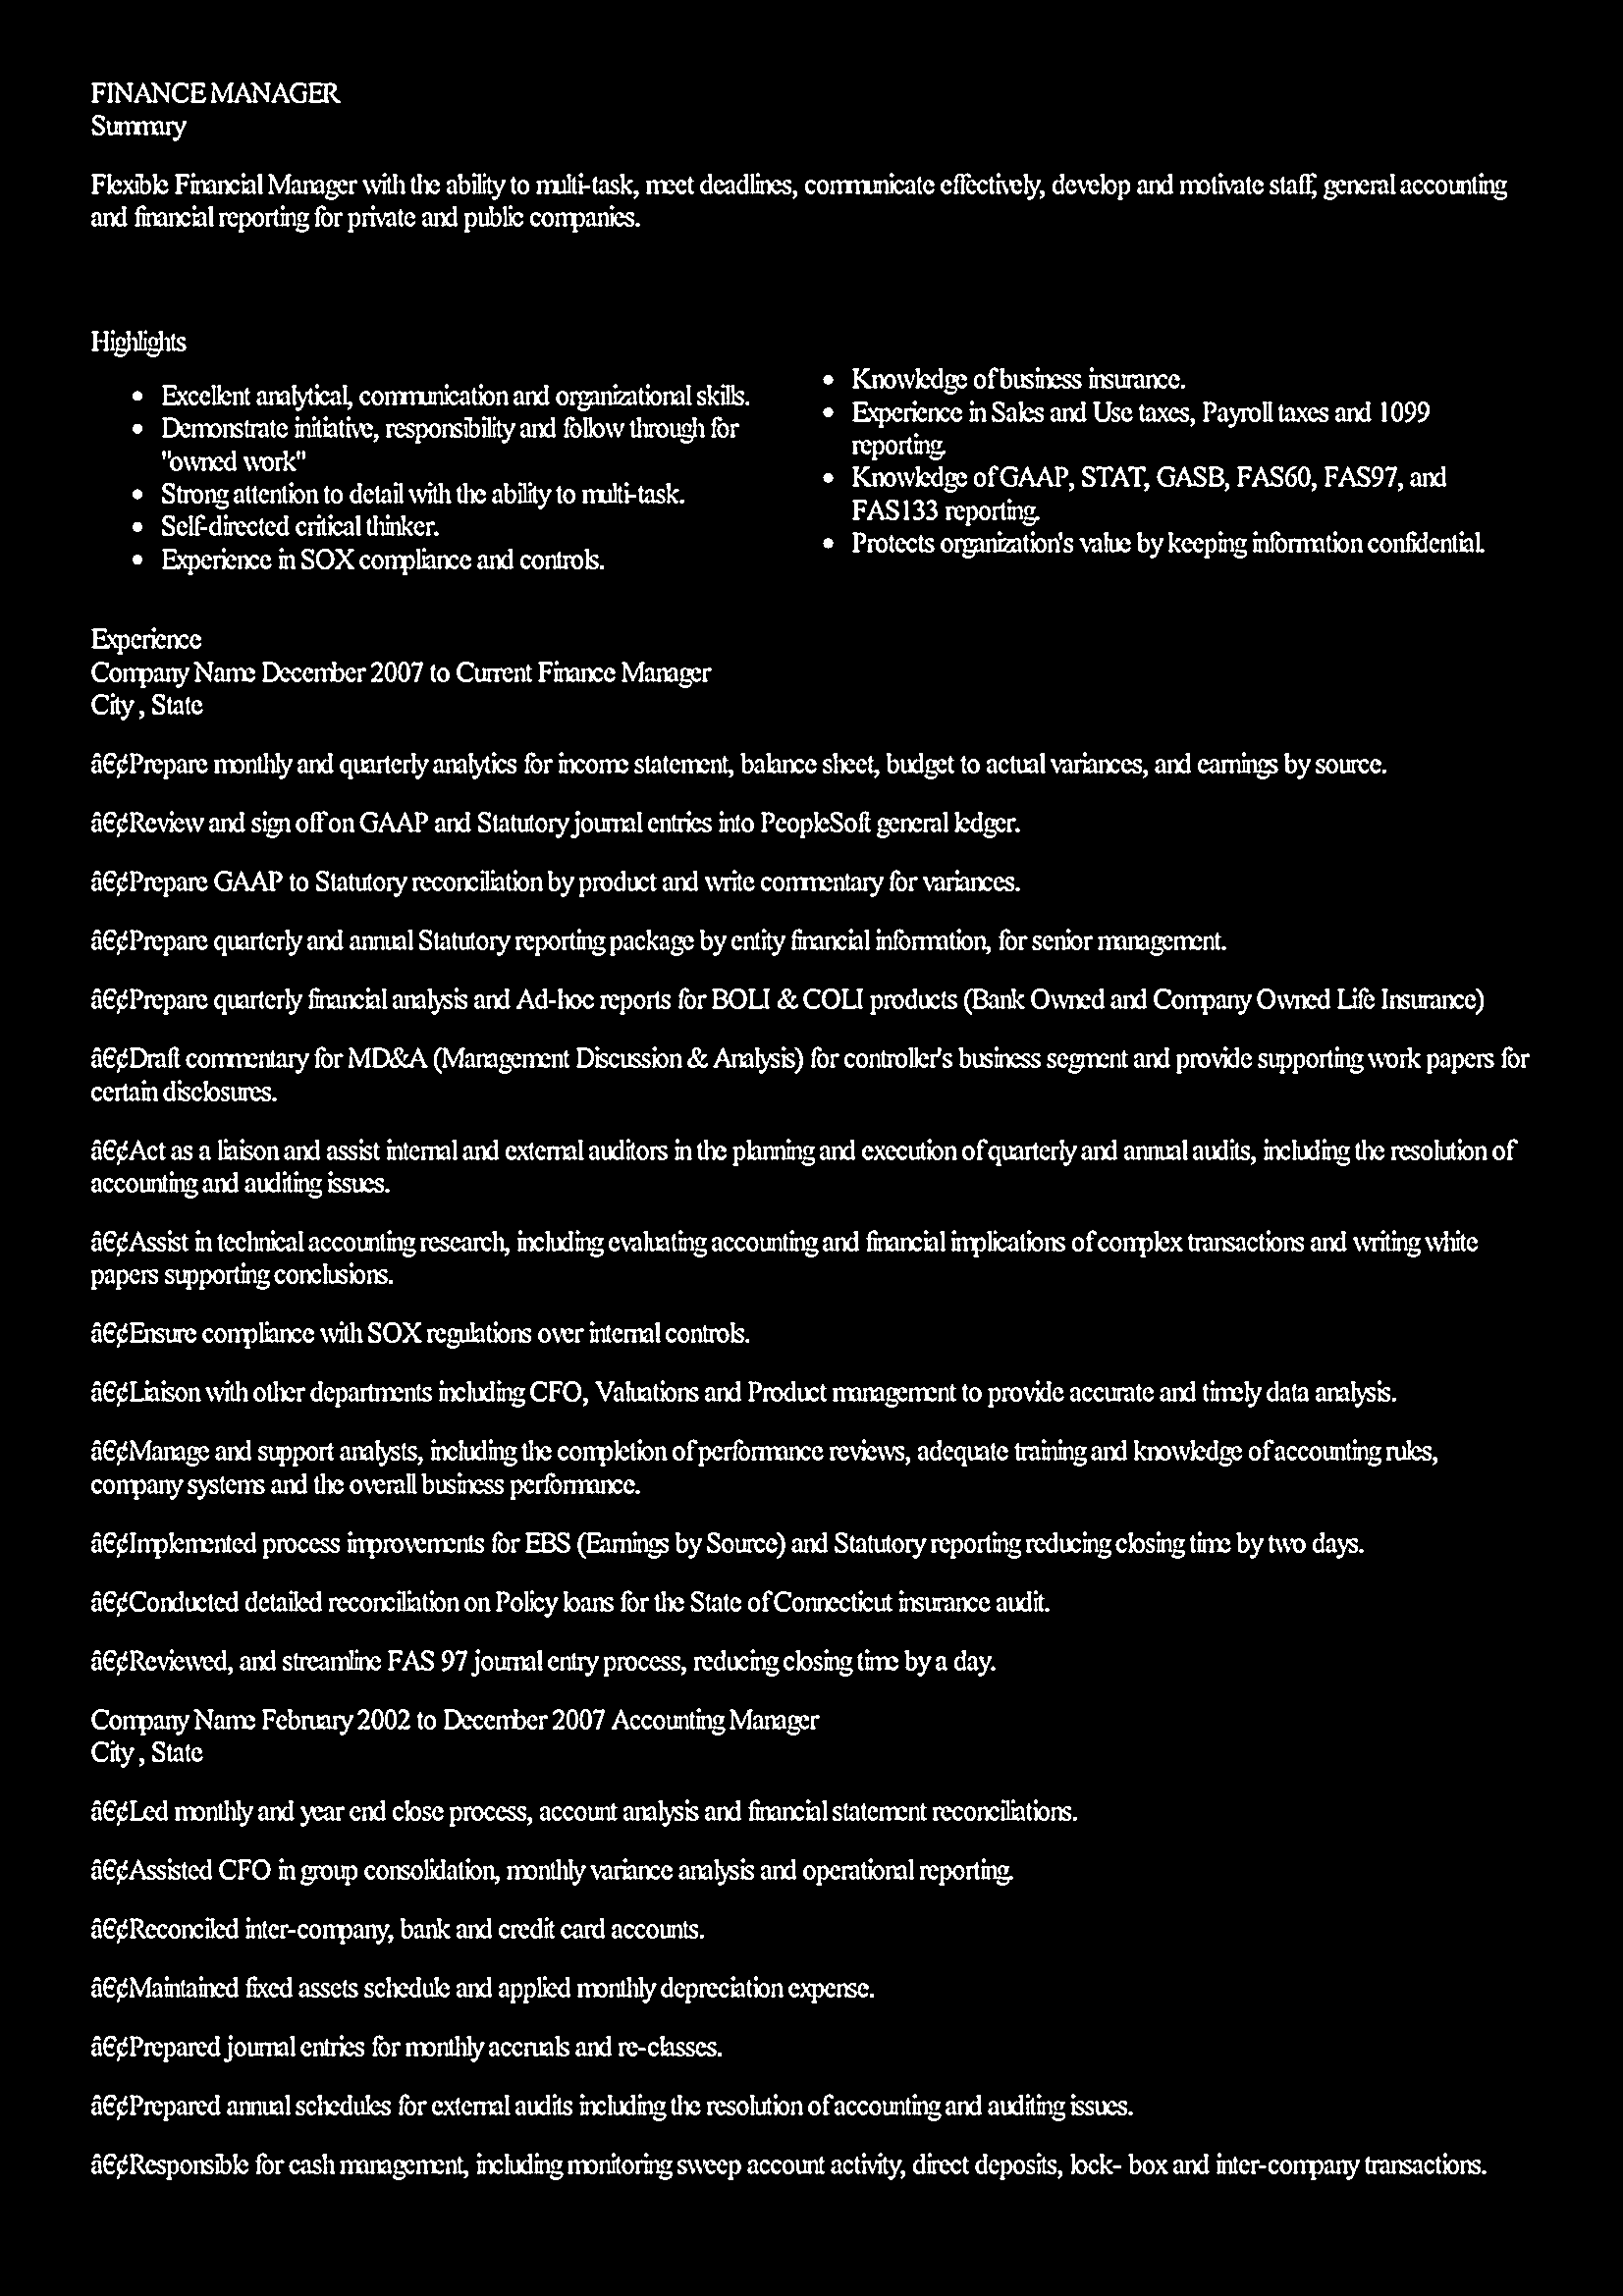 FINANCE MANAGER
Summary
Flexible Financial Manager with the ability to multi-task, meet deadlines, communicate effectively, develop and motivate staff, general accounting
and financial reporting for private and public companies.
Highlights
• Excellent analytical, communication and organizational skills.
• Demonstrate initiative, responsibility and follow through for
"owned work"
• Strong attention to detail with the ability to multi-task.
• Self-directed critical thinker.
• Experience in SOX compliance and controls.
• Knowledge of business insurance.
• Experience in Sales and Use taxes, Payroll taxes and 1099
reporting.
• Knowledge of GAAP, STAT, GASB, FAS60, FAS97, and
FAS133 reporting.
• Protects organization's value by keeping information confidential.
Experience
Company Name December 2007 to Current Finance Manager
City , State
â€¢Prepare monthly and quarterly analytics for income statement, balance sheet, budget to actual variances, and earnings by source.
â€¢Review and sign off on GAAP and Statutory journal entries into PeopleSoft general ledger.
â€¢Prepare GAAP to Statutory reconciliation by product and write commentary for variances.
â€¢Prepare quarterly and annual Statutory reporting package by entity financial information, for senior management.
â€¢Prepare quarterly financial analysis and Ad-hoc reports for BOLI & COLI products (Bank Owned and Company Owned Life Insurance)
â€¢Draft commentary for MD&A (Management Discussion & Analysis) for controller's business segment and provide supporting work papers for
certain disclosures.
â€¢Act as a liaison and assist internal and external auditors in the planning and execution of quarterly and annual audits, including the resolution of
accounting and auditing issues.
â€¢Assist in technical accounting research, including evaluating accounting and financial implications of complex transactions and writing white
papers supporting conclusions.
â€¢Ensure compliance with SOX regulations over internal controls.
â€¢Liaison with other departments including CFO, Valuations and Product management to provide accurate and timely data analysis.
â€¢Manage and support analysts, including the completion of performance reviews, adequate training and knowledge of accounting rules,
company systems and the overall business performance.
â€¢Implemented process improvements for EBS (Earnings by Source) and Statutory reporting reducing closing time by two days.
â€¢Conducted detailed reconciliation on Policy loans for the State of Connecticut insurance audit.
â€¢Reviewed, and streamline FAS 97 journal entry process, reducing closing time by a day.
Company Name February 2002 to December 2007 Accounting Manager
City , State
â€¢Led monthly and year end close process, account analysis and financial statement reconciliations.
â€¢Assisted CFO in group consolidation, monthly variance analysis and operational reporting.
â€¢Reconciled inter-company, bank and credit card accounts.
â€¢Maintained fixed assets schedule and applied monthly depreciation expense.
â€¢Prepared journal entries for monthly accruals and re-classes.
â€¢Prepared annual schedules for external audits including the resolution of accounting and auditing issues.
â€¢Responsible for cash management, including monitoring sweep account activity, direct deposits, lock- box and inter-company transactions.